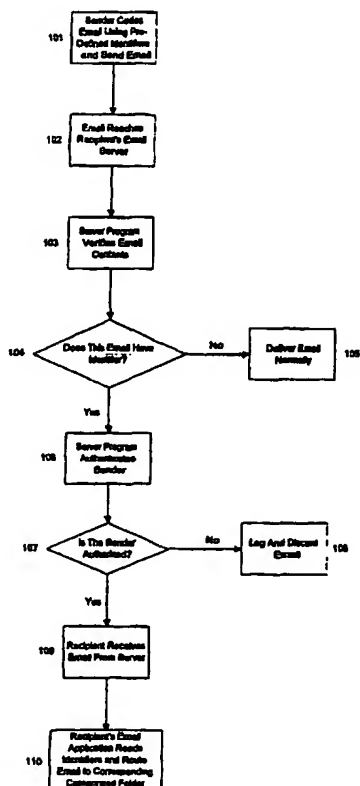 101
Sender Codes
Email Using Pre-
Defined Identifiers
and Send Email
102
Email Reaches
Recipient's Email
Server
103
Server Program
Verifies Email
Contents
104
Does This Email Have
Identifier?
No
Deliver Email
Normally
105
Yes
106
Server Program
Authenticates
Sender
107
Is The Sender
Authorized?
No
Log And Discard
Email
108
Yes
109
Recipient Receives
Email From Server
110
Recipient's Email
Application Reads
Identifiers and Route
Email to Corresponding
Categorized Folder